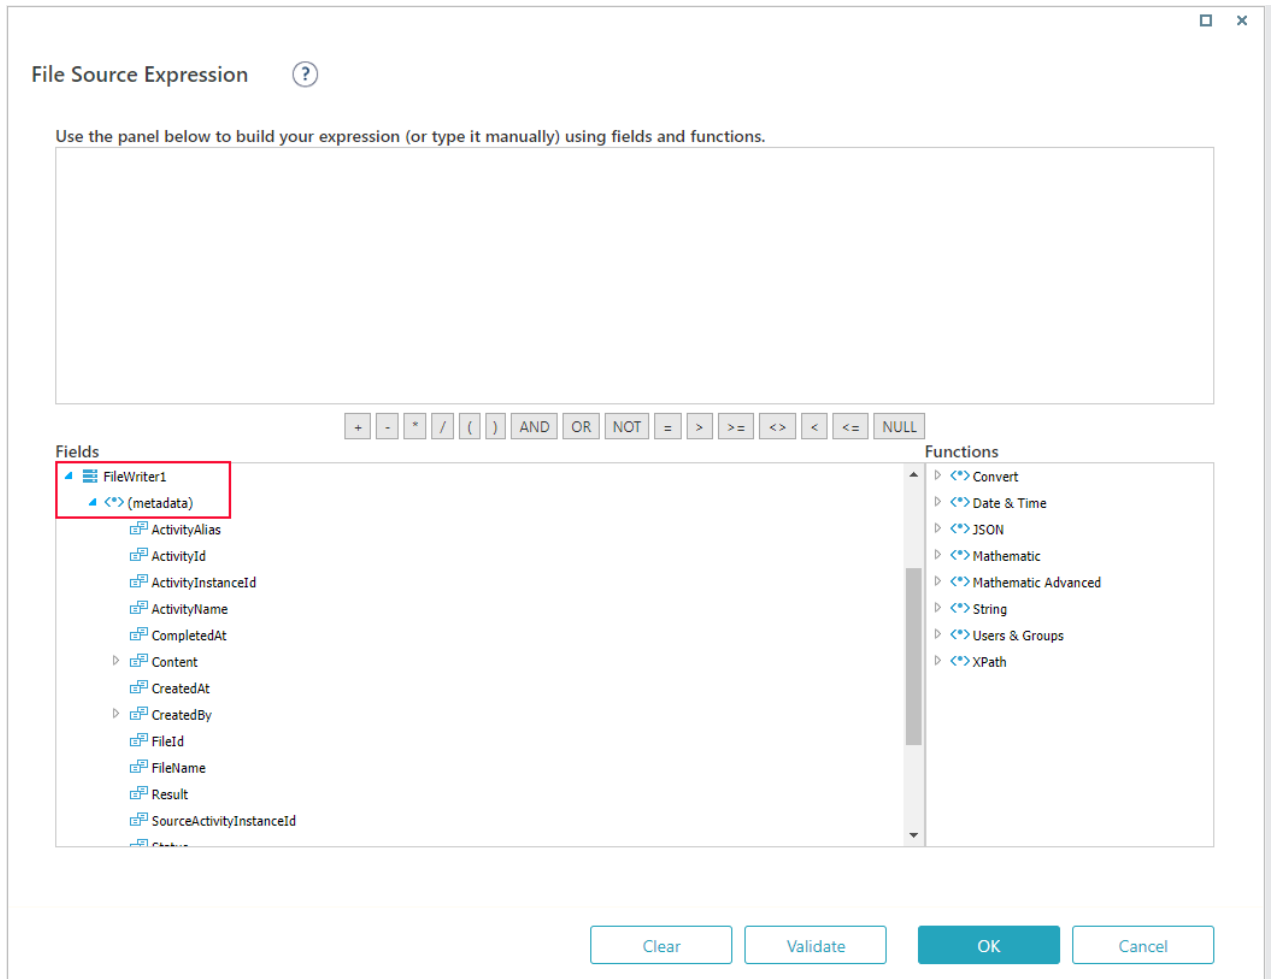 File Source Expression ?
Use the panel below to build your expression (or type it manually) using fields and functions.
+ - * / ( ) AND OR NOT = > >= <> < <= NULL
Fields
FileWriter1
(metadata)
ActivityAlias
ActivityId
ActivityInstanceId
ActivityName
CompletedAt
Content
CreatedAt
CreatedBy
FileId
FileName
Result
SourceActivityInstanceId
Status
Functions
Convert
Date & Time
JSON
Mathematic
Mathematic Advanced
String
Users & Groups
XPath
Clear Validate OK Cancel